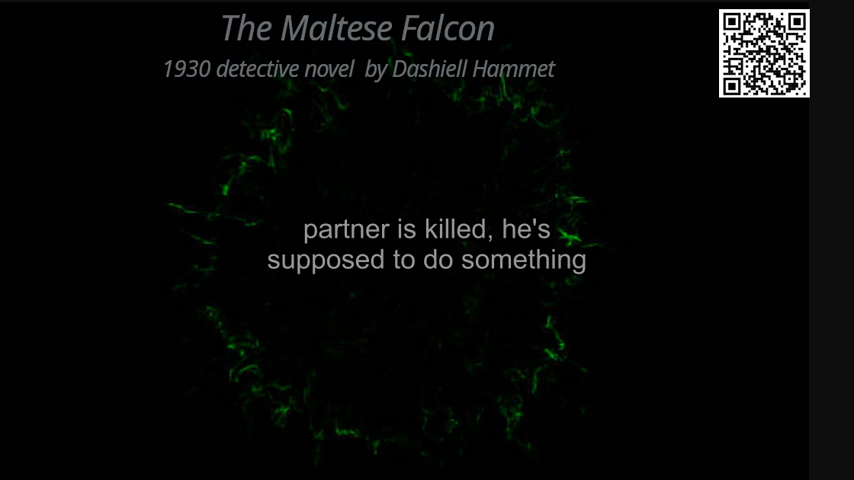 The Maltese Falcon
1930 detective novel by Dashiell Hammet
partner is killed, he's
supposed to do something